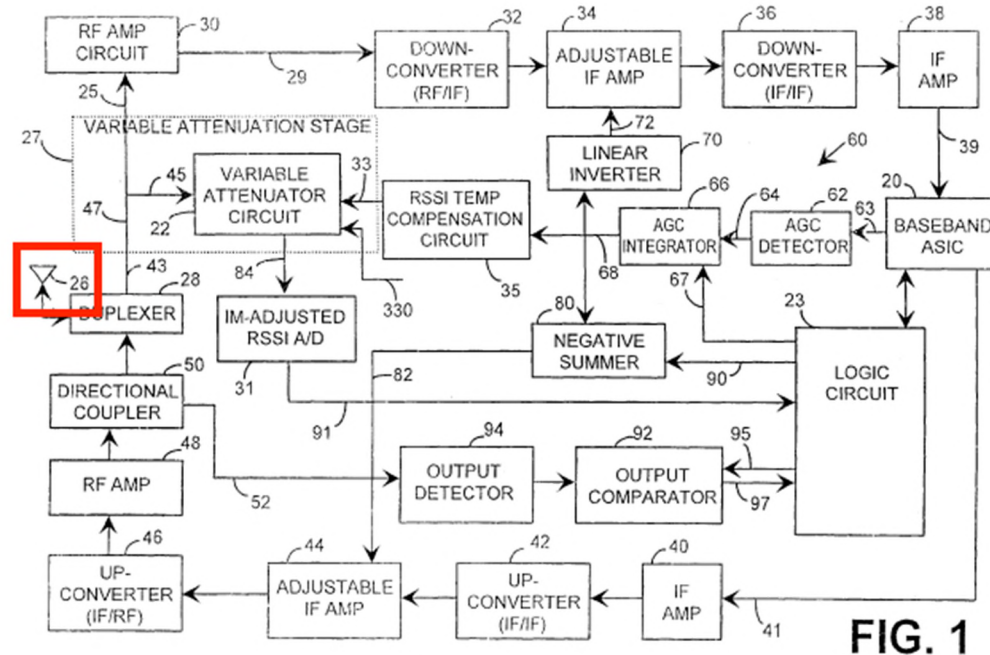 RF AMP
CIRCUIT
30
29
25
DOWN-
CONVERTER
(RF/IF)
32
ADJUSTABLE
IF AMP
34
DOWN-
CONVERTER
(IF/IF)
36
IF
AMP
38
39
27
VARIABLE ATTENUATION STAGE
45
47
VARIABLE
ATTENUATOR
CIRCUIT
22
33
84
330
RSSI TEMP
COMPENSATION
CIRCUIT
35
72
LINEAR
INVERTER
70
60
66
AGC
INTEGRATOR
68
67
64
62
AGC
DETECTOR
63
20
BASEBAND
ASIC
26
43
28
DUPLEXER
IM-ADJUSTED
RSSI A/D
31
91
80
NEGATIVE
SUMMER
82
90
23
LOGIC
CIRCUIT
50
DIRECTIONAL
COUPLER
48
RF AMP
52
94
OUTPUT
DETECTOR
92
OUTPUT
COMPARATOR
95
97
46
UP-
CONVERTER
(IF/RF)
44
ADJUSTABLE
IF AMP
42
UP-
CONVERTER
(IF/IF)
40
IF
AMP
41
FIG. 1